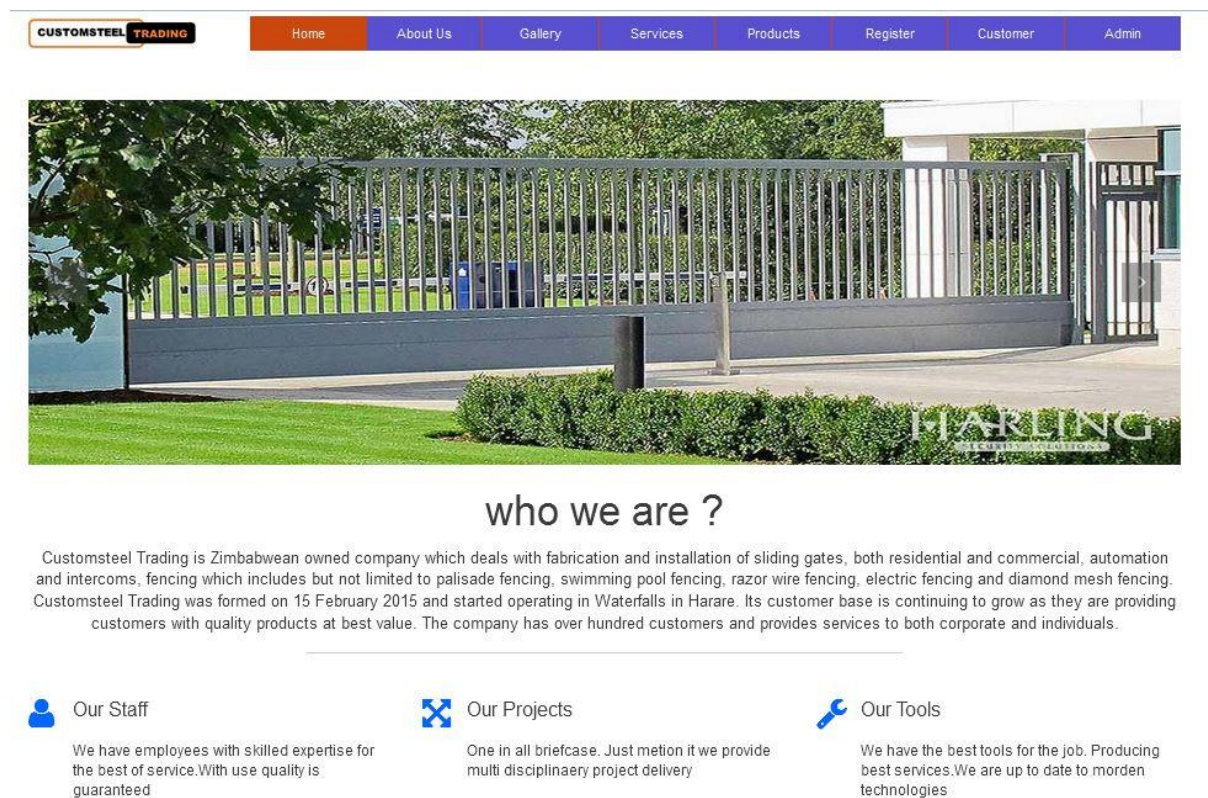 CUSTOMSTEEL TRADING
Home About Us Gallery Services Products Register Customer Admin
HARLING
SECURITY SOLUTIONS
who we are ?
Customsteel Trading is Zimbabwean owned company which deals with fabrication and installation of sliding gates, both residential and commercial, automation
and intercoms, fencing which includes but not limited to palisade fencing, swimming pool fencing, razor wire fencing, electric fencing and diamond mesh fencing.
Customsteel Trading was formed on 15 February 2015 and started operating in Waterfalls in Harare. Its customer base is continuing to grow as they are providing
customers with quality products at best value. The company has over hundred customers and provides services to both corporate and individuals.
Our Staff
We have employees with skilled expertise for
the best of service.With use quality is
guaranteed
Our Projects
One in all briefcase. Just metion it we provide
multi disciplinaery project delivery
Our Tools
We have the best tools for the job. Producing
best services.We are up to date to morden
technologies